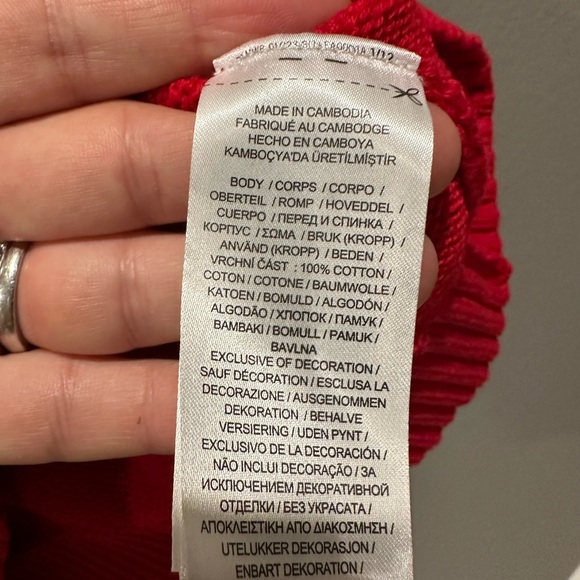 1/12
MADE IN CAMBODIA
FABRIQUÉ AU CAMBODGE
HECHO EN CAMBOYA
KAMBOÇYA'DA ÜRETİLMİŞTİR
BODY / CORPS / CORPO /
OBERTEIL / ROMP / HOVEDDEL /
CUERPO / ПЕРЕД И СПИНКА /
КОРПУС / ΣΩΜΑ / BRUK (KROPP) /
ANVÄND (KROPP) / BEDEN /
VRCHNÍ ČÁST : 100% COTTON /
COTON / COTONE / BAUMWOLLE /
KATOEN / BOMULD / ALGODÓN /
ALGODÃO / ХЛОПОК / ПАМУК /
BAMBAKI / BOMULL / PAMUK /
BAVLNA
EXCLUSIVE OF DECORATION /
SAUF DÉCORATION / ESCLUSA LA
DECORAZIONE / AUSGENOMMEN
DEKORATION / BEHALVE
VERSIERING / UDEN PYNT /
EXCLUSIVO DE LA DECORACIÓN /
NÃO INCLUI DECORAÇÃO / ЗА
ИСКЛЮЧЕНИЕМ ДЕКОРАТИВНОЙ
ОТДЕЛКИ / БЕЗ УКРАСАТА /
ΑΠΟΚΛΕΙΣΤΙΚΗ ΑΠΟ ΔΙΑΚΟΣΜΗΣΗ /
UTELUKKER DEKORASJON /
ENBART DEKORATION /